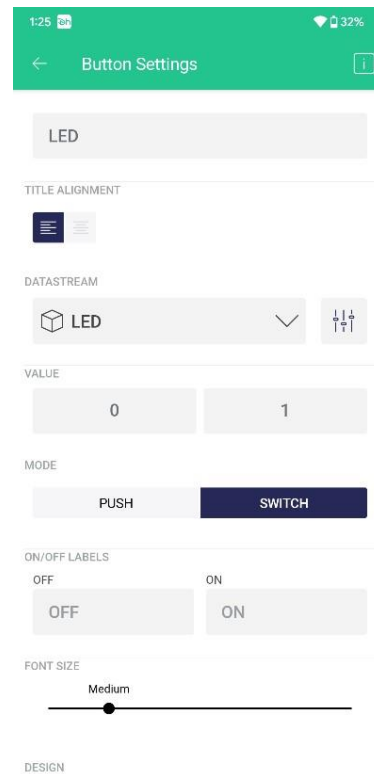 1:25 eh 32%
Button Settings
LED
TITLE ALIGNMENT
DATASTREAM
LED
VALUE
0 1
MODE
PUSH SWITCH
ON/OFF LABELS
OFF ON
OFF ON
FONT SIZE
Medium
DESIGN